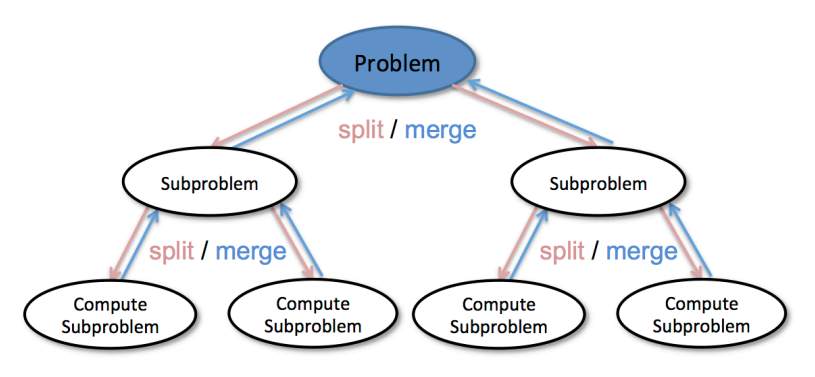 Problem
split / merge
Subproblem
Subproblem
split / merge
split / merge
Compute
Subproblem
Compute
Subproblem
Compute
Subproblem
Compute
Subproblem